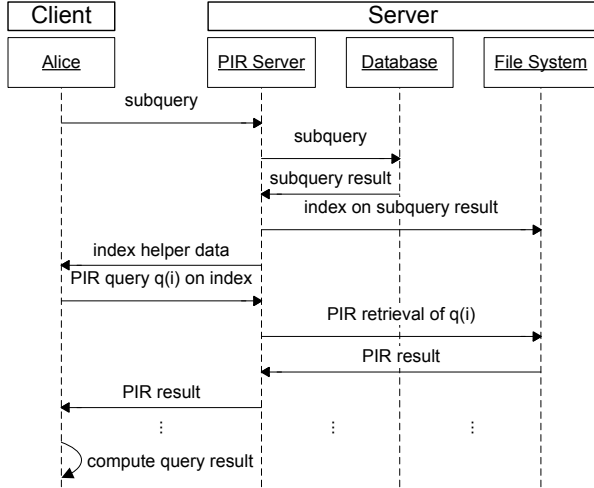 Client
Server
Alice
PIR Server
Database
File System
subquery
subquery
subquery result
index on subquery result
index helper data
PIR query q(i) on index
PIR retrieval of q(i)
PIR result
PIR result
⋮ ⋮ ⋮
compute query result